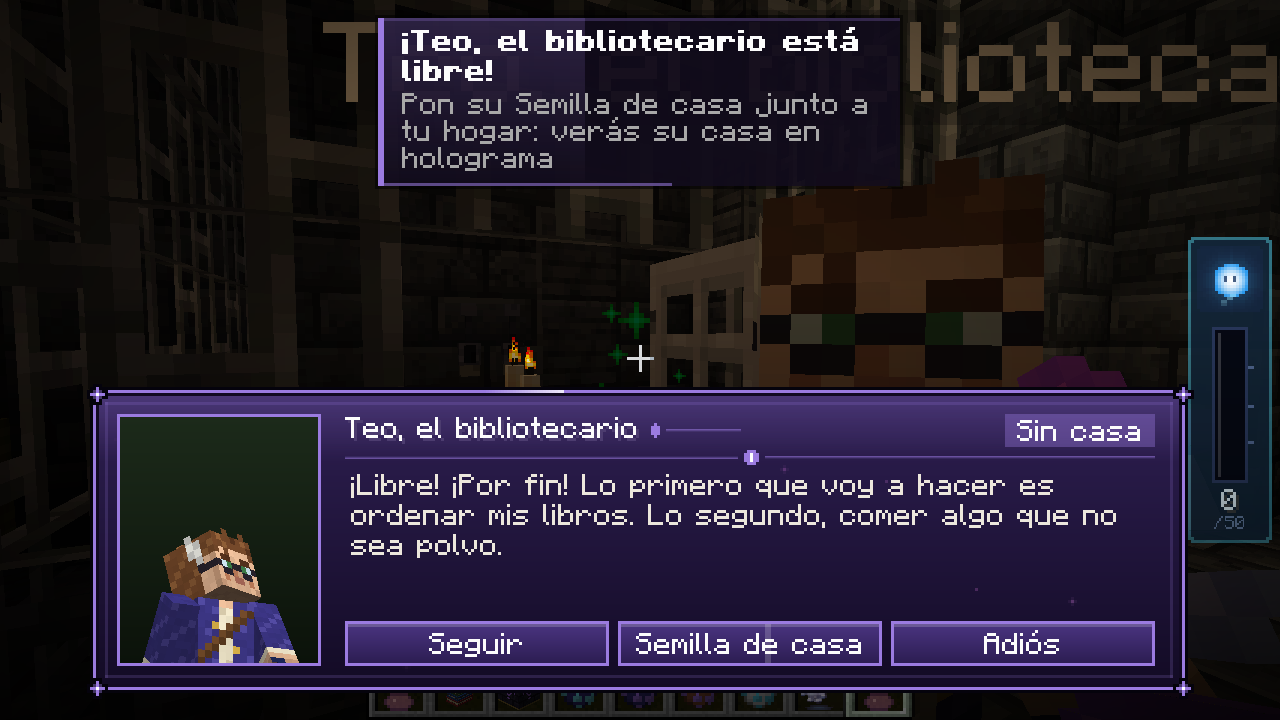 ¡Teo, el bibliotecario está
libre!
Pon su Semilla de casa junto a
tu hogar: verás su casa en
holograma
Teo, el bibliotecario
Sin casa
¡Libre! ¡Por fin! Lo primero que voy a hacer es
ordenar mis libros. Lo segundo, comer algo que no
sea polvo.
Seguir
Semilla de casa
Adiós
0
/50